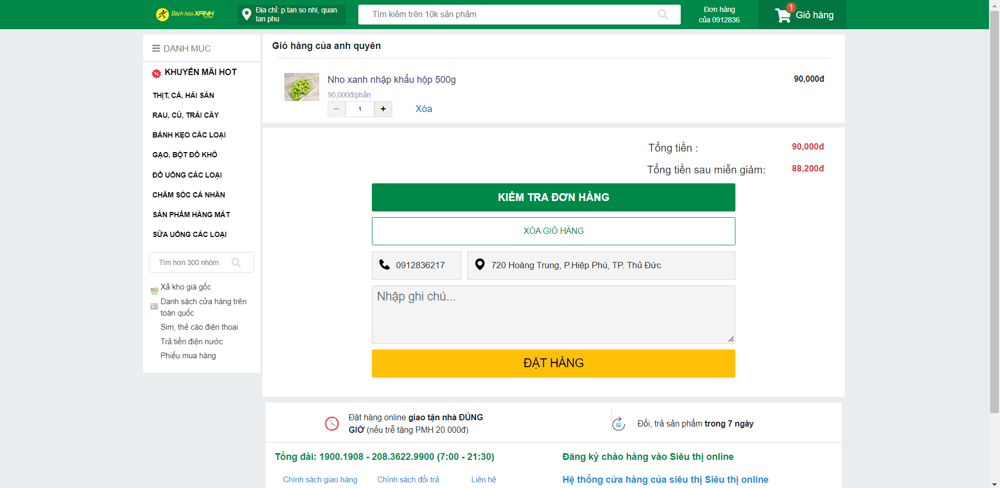 Bách hóa XANH
.COM
Địa chỉ: p.tan so nhi, quan
tan phu
Tìm kiếm trên 10k sản phẩm
Đơn hàng
của 0912836
1
Giỏ hàng
DANH MỤC
% KHUYẾN MÃI HOT
THỊT, CÁ, HẢI SẢN
RAU, CỦ, TRÁI CÂY
BÁNH KẸO CÁC LOẠI
GẠO, BỘT ĐỒ KHÔ
ĐỒ UỐNG CÁC LOẠI
CHĂM SÓC CÁ NHÂN
SẢN PHẨM HÀNG MÁT
SỮA UỐNG CÁC LOẠI
Tìm hơn 300 nhóm
Xả kho giá gốc
Danh sách cửa hàng trên
toàn quốc
Sim, thẻ cào điện thoại
Trả tiền điện nước
Phiếu mua hàng
Giỏ hàng của anh quyên
Nho xanh nhập khẩu hộp 500g
90,000đ
90,000đ/phần
− 1 + Xóa
Tổng tiền : 90,000đ
Tổng tiền sau miễn giảm: 88,200đ
KIỂM TRA ĐƠN HÀNG
XÓA GIỎ HÀNG
0912836217
720 Hoàng Trung, P.Hiệp Phú, TP. Thủ Đức
Nhập ghi chú...
ĐẶT HÀNG
Đặt hàng online giao tận nhà ĐÚNG
GIỜ (nếu trễ tặng PMH 20.000đ)
Đổi, trả sản phẩm trong 7 ngày
Tổng đài: 1900.1908 - 208.3622.9900 (7:00 - 21:30)
Đăng ký chào hàng vào Siêu thị online
Chính sách giao hàng
Chính sách đổi trả
Liên hệ
Hệ thống cửa hàng của siêu thị Siêu thị online